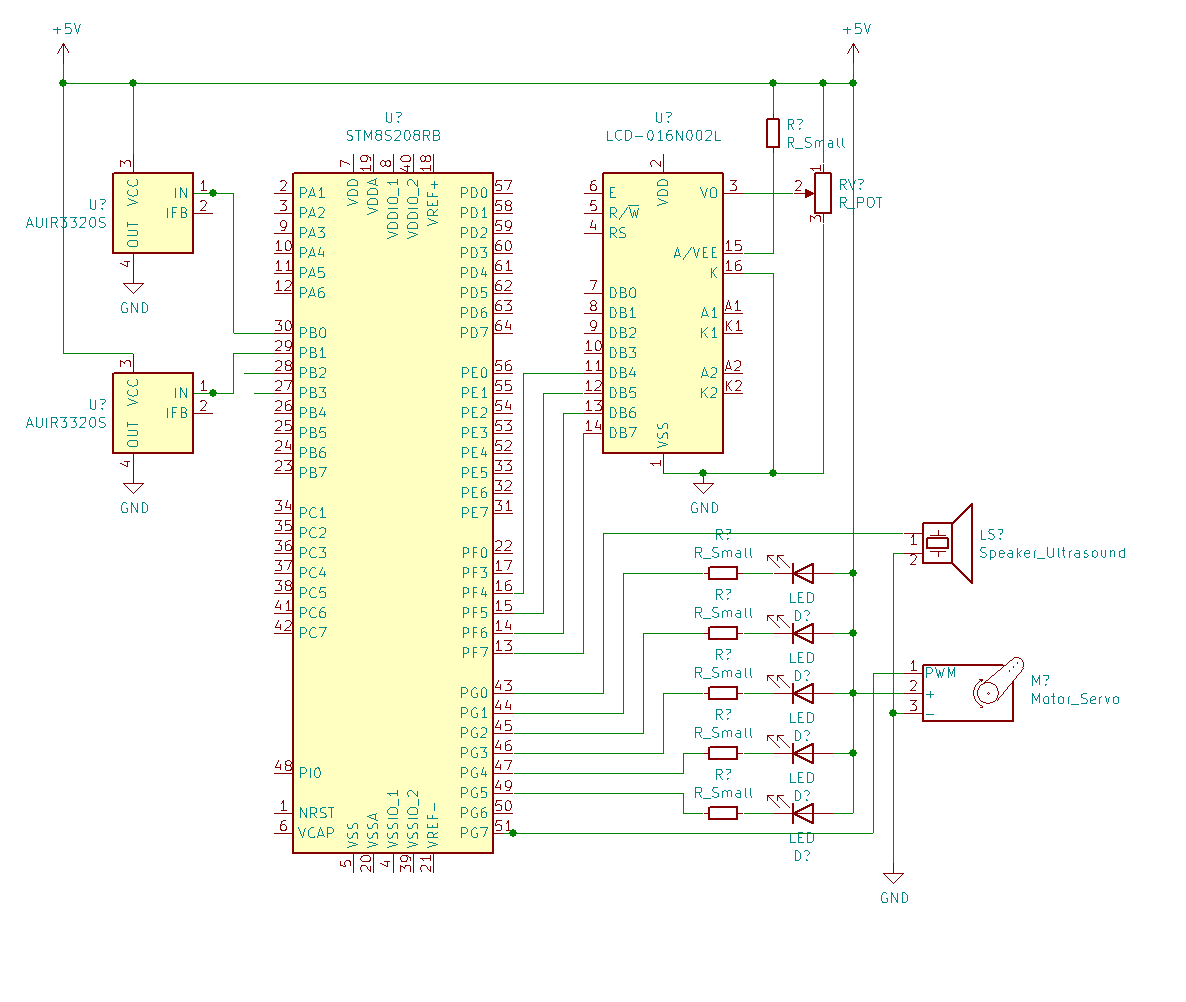 +5V
+5V
U?
STM8S208RB
U?
LCD-016N002L
R?
R_Small
U?
AUIR3320S
3
VCC
IN 1
IFB 2
OUT
4
GND
U?
AUIR3320S
3
VCC
IN 1
IFB 2
OUT
4
GND
7 19 8 40 18
VDD VDDA VDDIO_1 VDDIO_2 VREF+
2 PA1
3 PA2
9 PA3
10 PA4
11 PA5
12 PA6
30 PB0
29 PB1
28 PB2
27 PB3
26 PB4
25 PB5
24 PB6
23 PB7
34 PC1
35 PC2
36 PC3
37 PC4
38 PC5
41 PC6
42 PC7
48 PI0
1 NRST
6 VCAP
PD0 57
PD1 58
PD2 59
PD3 60
PD4 61
PD5 62
PD6 63
PD7 64
PE0 56
PE1 55
PE2 54
PE3 53
PE4 52
PE5 33
PE6 32
PE7 31
PF0 22
PF3 17
PF4 16
PF5 15
PF6 14
PF7 13
PG0 43
PG1 44
PG2 45
PG3 46
PG4 47
PG5 49
PG6 50
PG7 51
VSS VSSA VSSIO_1 VSSIO_2 VREF-
5 20 4 39 21
2
VDD
6 E
5 R/W
4 RS
7 DB0
8 DB1
9 DB2
10 DB3
11 DB4
12 DB5
13 DB6
14 DB7
VO 3
A/VEE 15
K 16
A1 A1
K1 K1
A2 A2
K2 K2
VSS
1
GND
1
2
3
RV?
R_POT
R?
R_Small
LED
D?
R?
R_Small
LED
D?
R?
R_Small
LED
D?
R?
R_Small
LED
D?
R?
R_Small
LED
D?
1
2
LS?
Speaker_Ultrasound
1 PWM
2 +
3 -
M?
Motor_Servo
GND